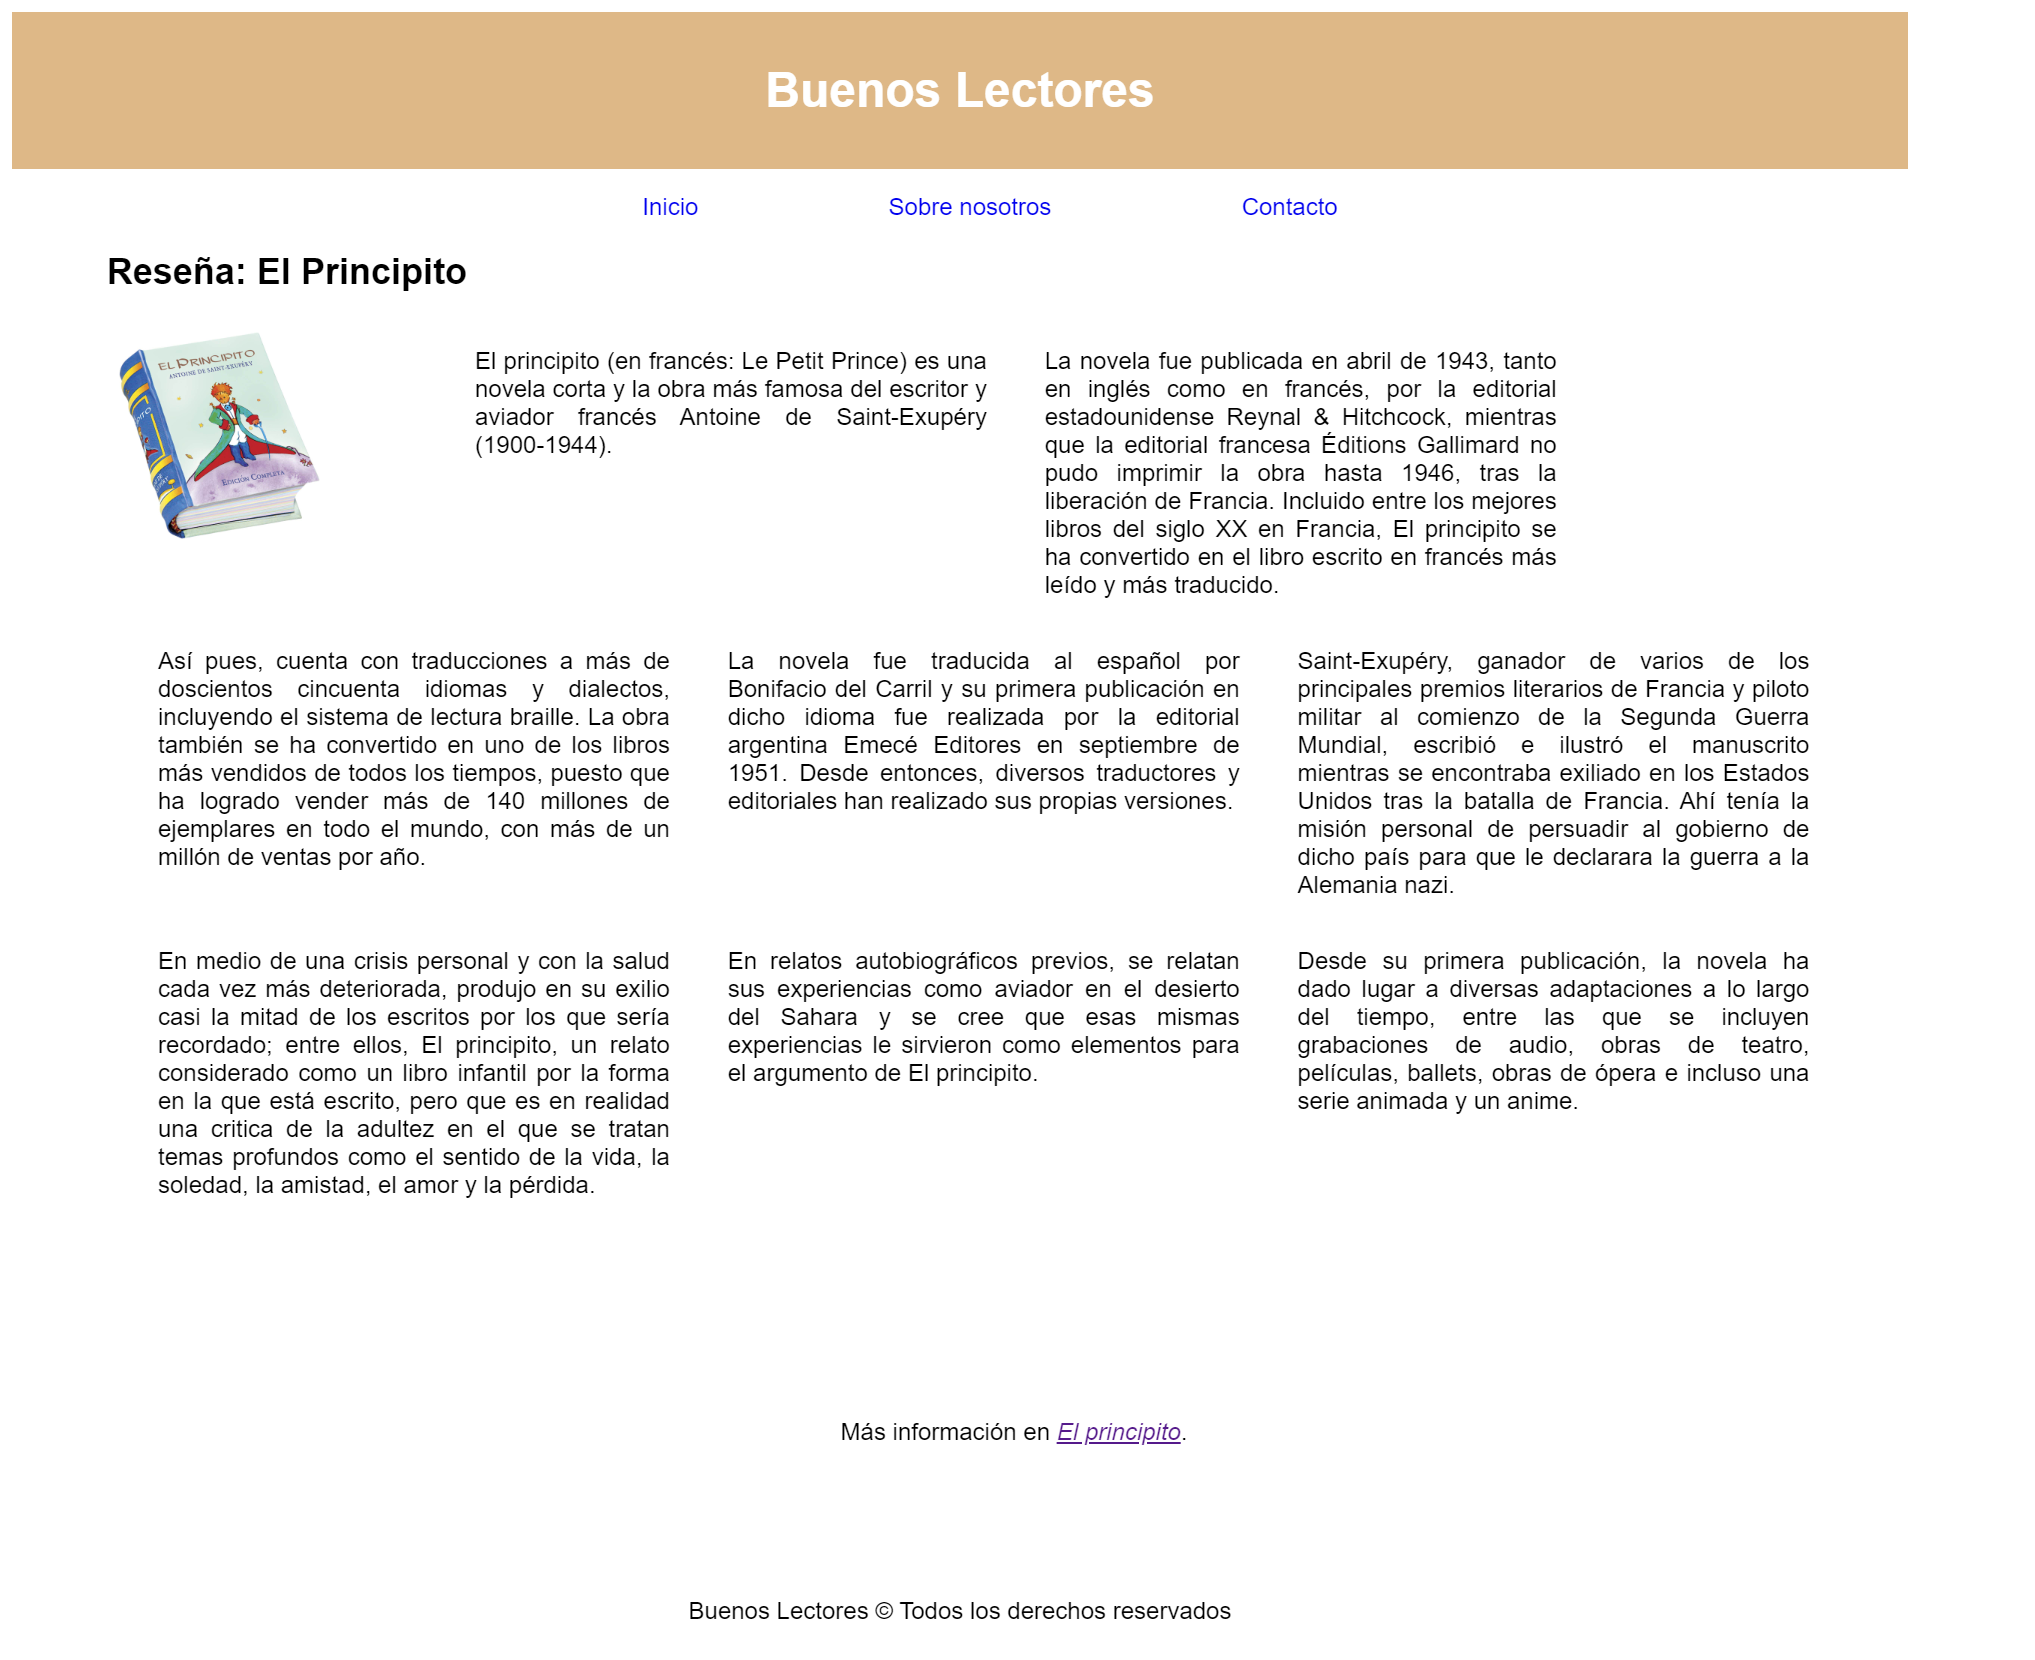 Buenos Lectores
Inicio
Sobre nosotros
Contacto
Reseña: El Principito
EL PRINCIPITO
ANTOINE DE SAINT-EXUPÉRY
EDICIÓN COMPLETA
El principito (en francés: Le Petit Prince) es una
novela corta y la obra más famosa del escritor y
aviador francés Antoine de Saint-Exupéry
(1900-1944).
La novela fue publicada en abril de 1943, tanto
en inglés como en francés, por la editorial
estadounidense Reynal & Hitchcock, mientras
que la editorial francesa Éditions Gallimard no
pudo imprimir la obra hasta 1946, tras la
liberación de Francia. Incluido entre los mejores
libros del siglo XX en Francia, El principito se
ha convertido en el libro escrito en francés más
leído y más traducido.
Así pues, cuenta con traducciones a más de
doscientos cincuenta idiomas y dialectos,
incluyendo el sistema de lectura braille. La obra
también se ha convertido en uno de los libros
más vendidos de todos los tiempos, puesto que
ha logrado vender más de 140 millones de
ejemplares en todo el mundo, con más de un
millón de ventas por año.
La novela fue traducida al español por
Bonifacio del Carril y su primera publicación en
dicho idioma fue realizada por la editorial
argentina Emecé Editores en septiembre de
1951. Desde entonces, diversos traductores y
editoriales han realizado sus propias versiones.
Saint-Exupéry, ganador de varios de los
principales premios literarios de Francia y piloto
militar al comienzo de la Segunda Guerra
Mundial, escribió e ilustró el manuscrito
mientras se encontraba exiliado en los Estados
Unidos tras la batalla de Francia. Ahí tenía la
misión personal de persuadir al gobierno de
dicho país para que le declarara la guerra a la
Alemania nazi.
En medio de una crisis personal y con la salud
cada vez más deteriorada, produjo en su exilio
casi la mitad de los escritos por los que sería
recordado; entre ellos, El principito, un relato
considerado como un libro infantil por la forma
en la que está escrito, pero que es en realidad
una critica de la adultez en el que se tratan
temas profundos como el sentido de la vida, la
soledad, la amistad, el amor y la pérdida.
En relatos autobiográficos previos, se relatan
sus experiencias como aviador en el desierto
del Sahara y se cree que esas mismas
experiencias le sirvieron como elementos para
el argumento de El principito.
Desde su primera publicación, la novela ha
dado lugar a diversas adaptaciones a lo largo
del tiempo, entre las que se incluyen
grabaciones de audio, obras de teatro,
películas, ballets, obras de ópera e incluso una
serie animada y un anime.
Más información en El principito.
Buenos Lectores © Todos los derechos reservados